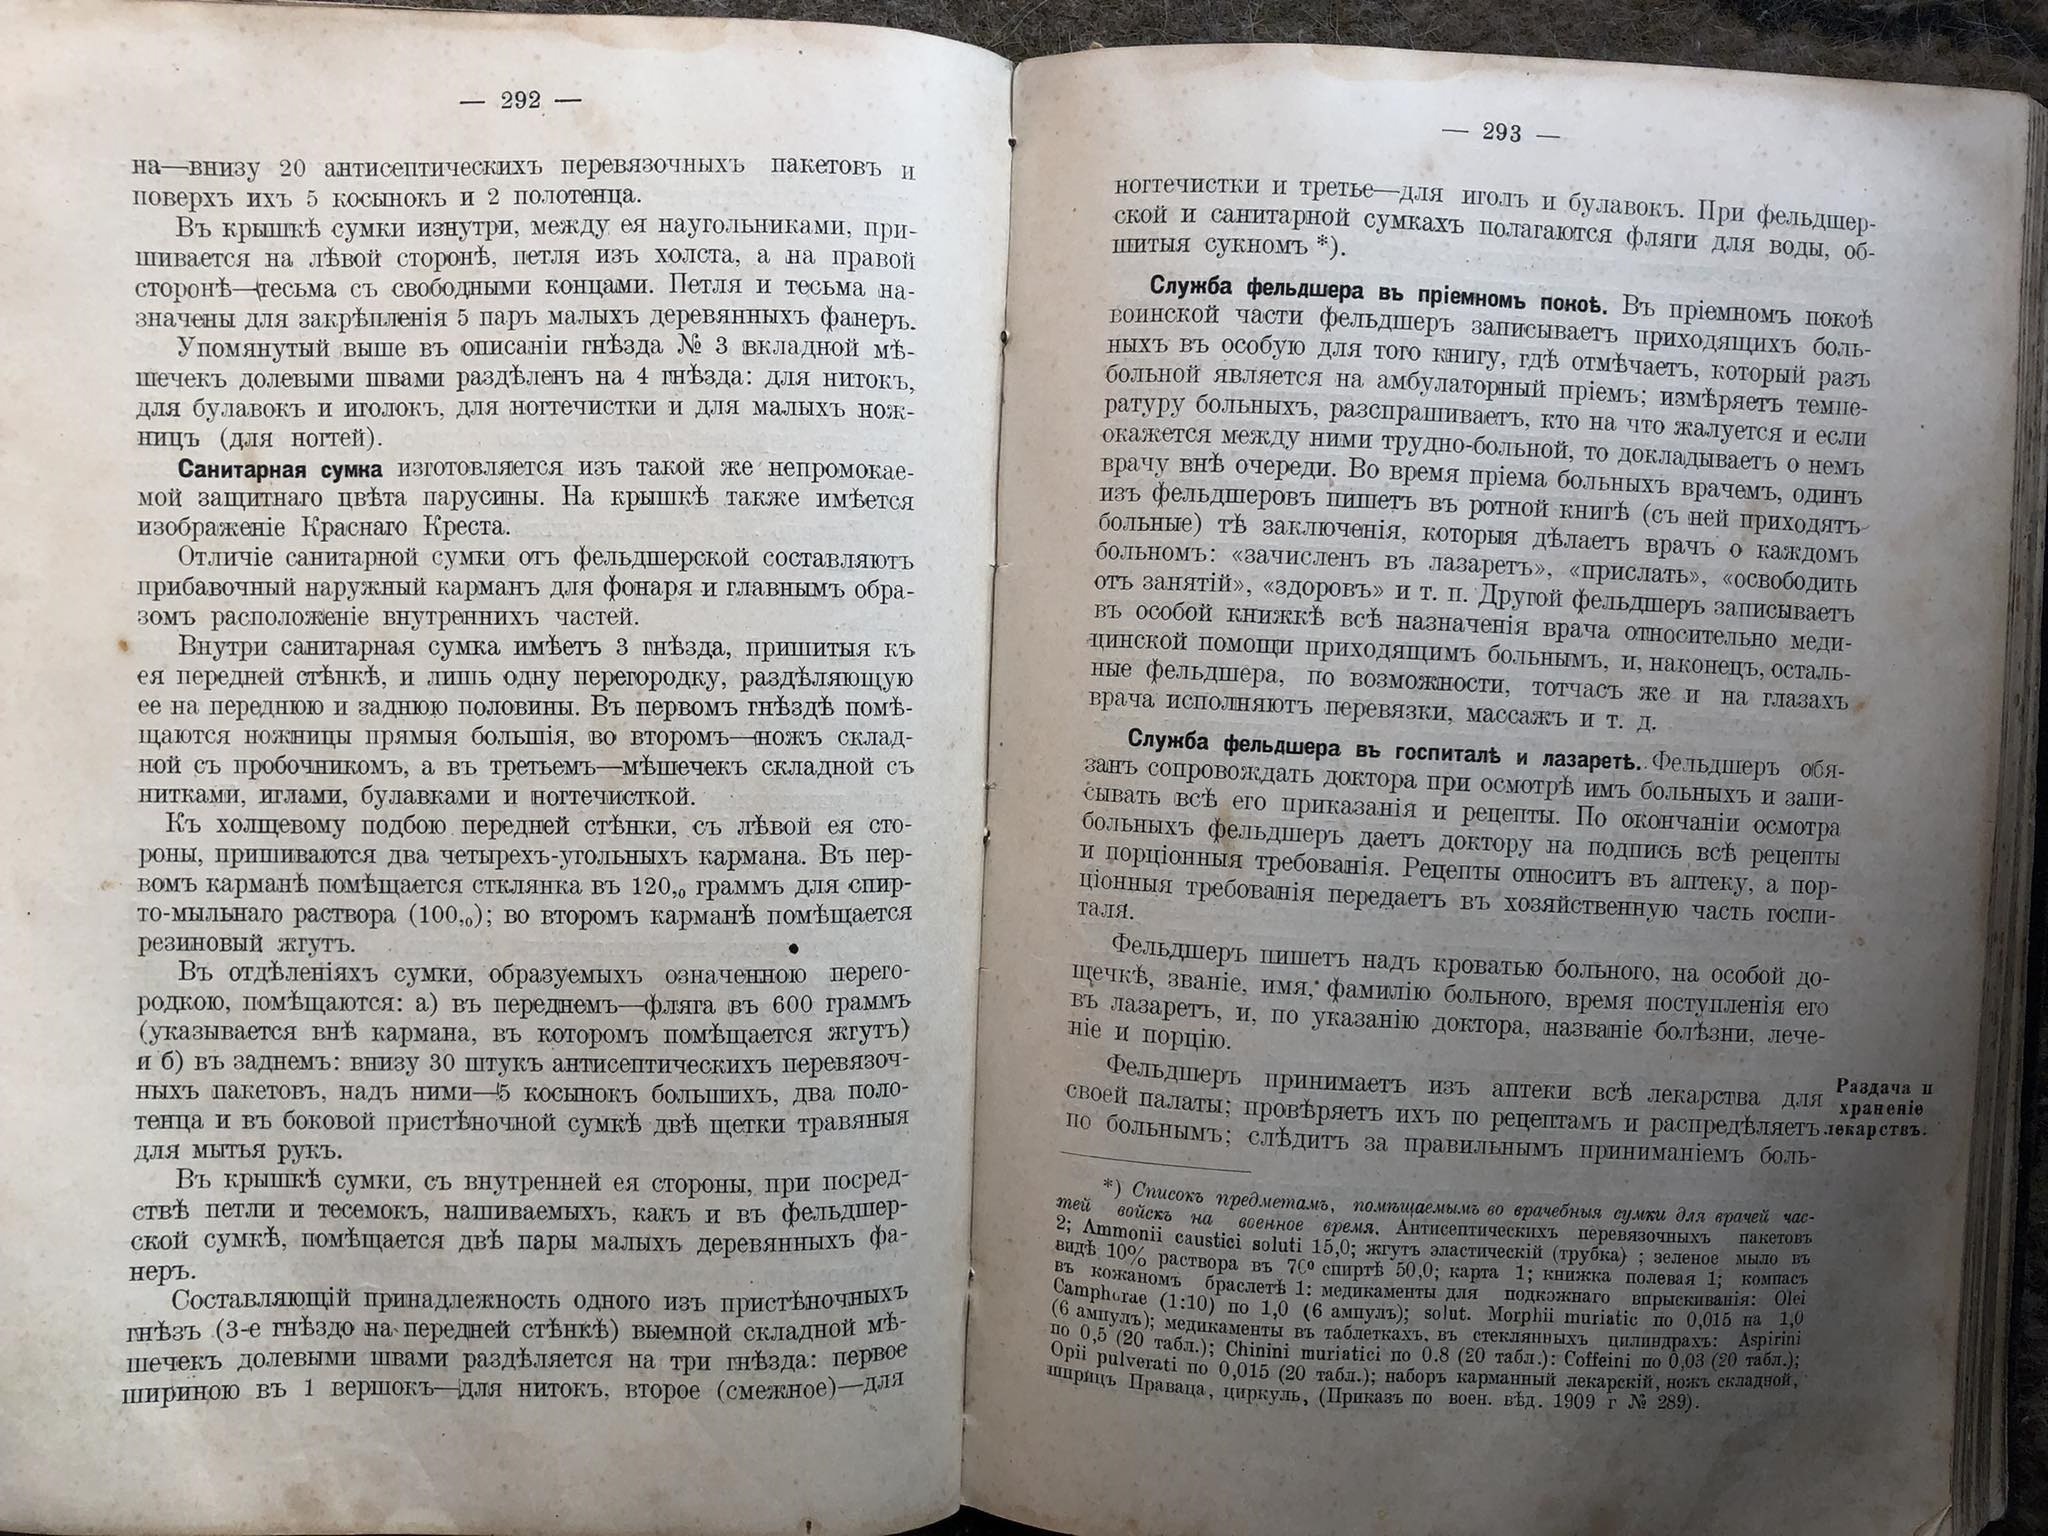 — 292 —
на—внизу 20 антисептическихъ перевязочныхъ пакетовъ и
поверхъ ихъ 5 косынокъ и 2 полотенца.
Въ крышкѣ сумки изнутри, между ея наугольниками, при-
шивается на лѣвой сторонѣ, петля изъ холста, а на правой
сторонѣ—тесьма съ свободными концами. Петля и тесьма на-
значены для закрѣпленія 5 паръ малыхъ деревянныхъ фанеръ.
Упомянутый выше въ описаніи гнѣзда № 3 вкладной мѣ-
шечекъ долевыми швами раздѣленъ на 4 гнѣзда: для нитокъ,
для булавокъ и иголокъ, для ногтечистки и для малыхъ нож-
ницъ (для ногтей).
Санитарная сумка изготовляется изъ такой же непромокае-
мой защитнаго цвѣта парусины. На крышкѣ также имѣется
изображеніе Краснаго Креста.
Отличіе санитарной сумки отъ фельдшерской составляютъ
прибавочный наружный карманъ для фонаря и главнымъ обра-
зомъ расположеніе внутреннихъ частей.
Внутри санитарная сумка имѣетъ 3 гнѣзда, пришитыя къ
ея передней стѣнкѣ, и лишь одну перегородку, раздѣляющую
ее на переднюю и заднюю половины. Въ первомъ гнѣздѣ помѣ-
щаются ножницы прямыя большія, во второмъ—ножъ склад-
ной съ пробочникомъ, а въ третьемъ—мѣшечекъ складной съ
нитками, иглами, булавками и ногтечисткой.
Къ холщевому подбою передней стѣнки, съ лѣвой ея сто-
роны, пришиваются два четырехъ-угольныхъ кармана. Въ пер-
вомъ карманѣ помѣщается стклянка въ 120,0 граммъ для спир-
то-мыльнаго раствора (100,0); во второмъ карманѣ помѣщается
резиновый жгутъ.
Въ отдѣленіяхъ сумки, образуемыхъ означенною перего-
родкою, помѣщаются: а) въ переднемъ—фляга въ 600 граммъ
(указывается внѣ кармана, въ которомъ помѣщается жгутъ)
и б) въ заднемъ: внизу 30 штукъ антисептическихъ перевязоч-
ныхъ пакетовъ, надъ ними—5 косынокъ большихъ, два поло-
тенца и въ боковой пристѣночной сумкѣ двѣ щетки травяныя
для мытья рукъ.
Въ крышкѣ сумки, съ внутренней ея стороны, при посред-
ствѣ петли и тесемокъ, нашиваемыхъ, какъ и въ фельдшер-
ской сумкѣ, помѣщается двѣ пары малыхъ деревянныхъ фа-
неръ.
Составляющій принадлежность одного изъ пристѣночныхъ
гнѣзъ (3-е гнѣздо на передней стѣнкѣ) выемной складной мѣ-
шечекъ долевыми швами раздѣляется на три гнѣзда: первое
шириною въ 1 вершокъ—для нитокъ, второе (смежное)—для
— 293 —
ногтечистки и третье—для иголъ и булавокъ. При фельдшер-
ской и санитарной сумкахъ полагаются фляги для воды, об-
шитыя сукномъ *).
Служба фельдшера въ пріемномъ покоѣ. Въ пріемномъ покоѣ
воинской части фельдшеръ записываетъ приходящихъ боль-
ныхъ въ особую для того книгу, гдѣ отмѣчаетъ, который разъ
больной является на амбулаторный пріемъ; измѣряетъ темпе-
ратуру больныхъ, разспрашиваетъ, кто на что жалуется и если
окажется между ними трудно-больной, то докладываетъ о немъ
врачу внѣ очереди. Во время пріема больныхъ врачемъ, одинъ
изъ фельдшеровъ пишетъ въ ротной книгѣ (съ ней приходятъ
больные) тѣ заключенія, которыя дѣлаетъ врачъ о каждомъ
больномъ: «зачисленъ въ лазаретъ», «прислать», «освободить
отъ занятій», «здоровъ» и т. п. Другой фельдшеръ записываетъ
въ особой книжкѣ всѣ назначенія врача относительно меди-
цинской помощи приходящимъ больнымъ, и, наконецъ, осталь-
ные фельдшера, по возможности, тотчасъ же и на глазахъ
врача исполняютъ перевязки, массажъ и т. д.
Служба фельдшера въ госпиталѣ и лазаретѣ. Фельдшеръ обя-
занъ сопровождать доктора при осмотрѣ имъ больныхъ и запи-
сывать всѣ его приказанія и рецепты. По окончаніи осмотра
больныхъ фельдшеръ даетъ доктору на подпись всѣ рецепты
и порціонныя требованія. Рецепты относитъ въ аптеку, а пор-
ціонныя требованія передаетъ въ хозяйственную часть госпи-
таля.
Фельдшеръ пишетъ надъ кроватью больного, на особой до-
щечкѣ, званіе, имя, фамилію больного, время поступленія его
въ лазаретъ, и, по указанію доктора, названіе болѣзни, лече-
ніе и порцію.
Фельдшеръ принимаетъ изъ аптеки всѣ лекарства для
своей палаты; провѣряетъ ихъ по рецептамъ и распредѣляетъ
по больнымъ; слѣдитъ за правильнымъ приниманіемъ боль-
Раздача и
храненіе
лекарствъ.
*) Списокъ предметамъ, помѣщаемымъ во врачебныя сумки для врачей час-
тей войскъ на военное время. Антисептическихъ перевязочныхъ пакетовъ
2; Ammonii caustici soluti 15,0; жгутъ эластическій (трубка) ; зеленое мыло въ
видѣ 10% раствора въ 70° спиртѣ 50,0; карта 1; книжка полевая 1; компасъ
въ кожаномъ браслетѣ 1: медикаменты для подкожнаго впрыскиванія: Olei
Camphorae (1:10) по 1,0 (6 ампулъ); solut. Morphii muriatic по 0,015 на 1,0
(6 ампулъ); медикаменты въ таблеткахъ, въ стеклянныхъ цилиндрахъ: Aspirini
по 0,5 (20 табл.); Chinini muriatici по 0.8 (20 табл.): Coffeini по 0,03 (20 табл.);
Opii pulverati по 0,015 (20 табл.); наборъ карманный лекарскій, ножъ складной,
шприцъ Праваца, циркуль, (Приказъ по воен. вѣд. 1909 г № 289).